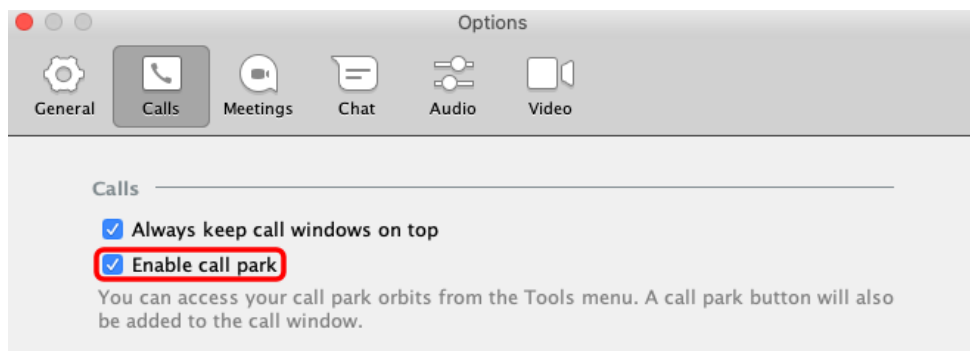 Options
General Calls Meetings Chat Audio Video
Calls
Always keep call windows on top
Enable call park
You can access your call park orbits from the Tools menu. A call park button will also
be added to the call window.